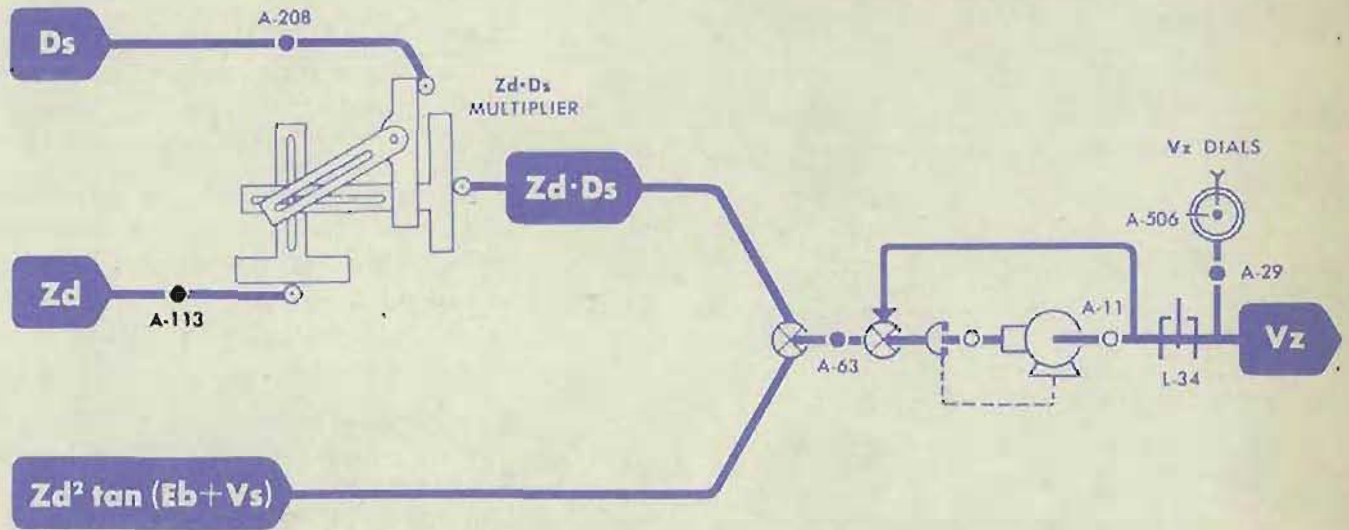 Ds
A-208
Zd·Ds
MULTIPLIER
Zd·Ds
Vz DIALS
A-506
A-29
Zd
A-113
A-11
A-63
L-34
Vz
Zd² tan (Eb+Vs)